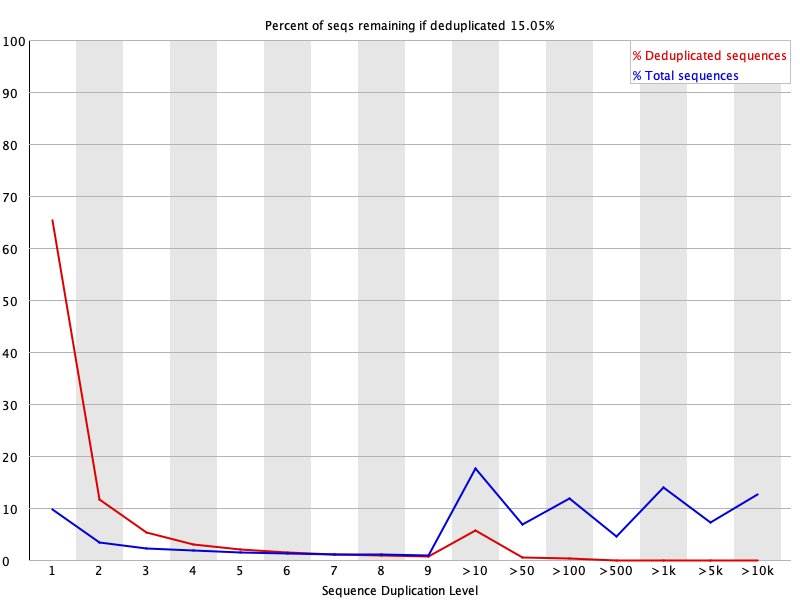 Percent of seqs remaining if deduplicated 15.05%
% Deduplicated sequences
% Total sequences
100
90
80
70
60
50
40
30
20
10
0
1 2 3 4 5 6 7 8 9 >10 >50 >100 >500 >1k >5k >10k
Sequence Duplication Level